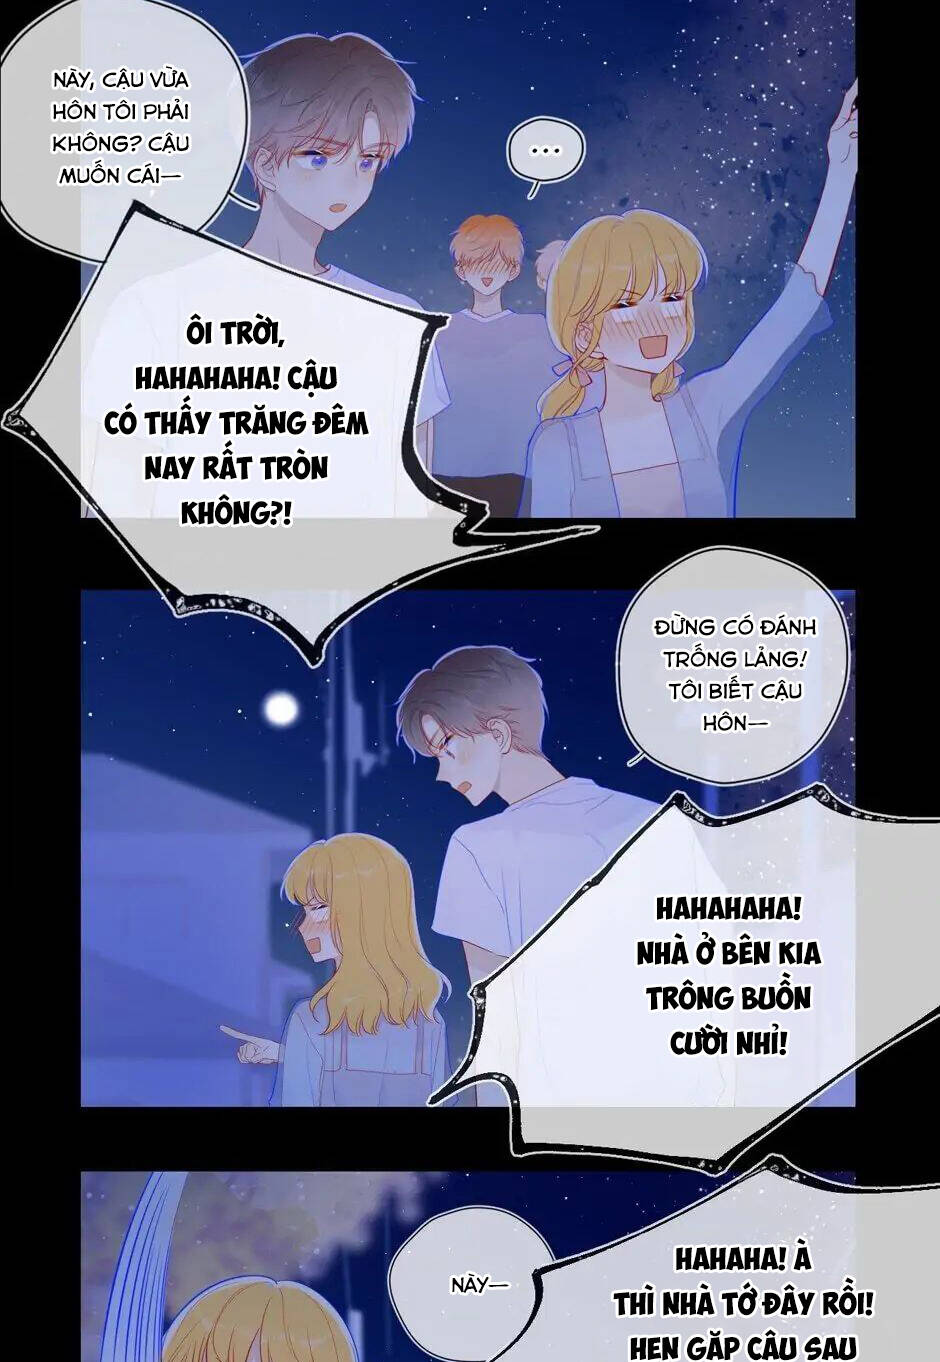 NÀY, CẬU VỪA
HÔN TÔI PHẢI
KHÔNG? CẬU
MUỐN CÁI—
...
ÔI TRỜI,
HAHAHAHA! CẬU
CÓ THẤY TRĂNG ĐÊM
NAY RẤT TRÒN
KHÔNG?!
ĐỪNG CÓ ĐÁNH
TRỐNG LẢNG!
TÔI BIẾT CẬU
HÔN—
HAHAHAHA!
NHÀ Ở BÊN KIA
TRÔNG BUỒN
CƯỜI NHỈ!
NÀY—
HAHAHA! À
THÌ NHÀ TỚ ĐÂY RỒI!
HẸN GẶP CẬU SAU